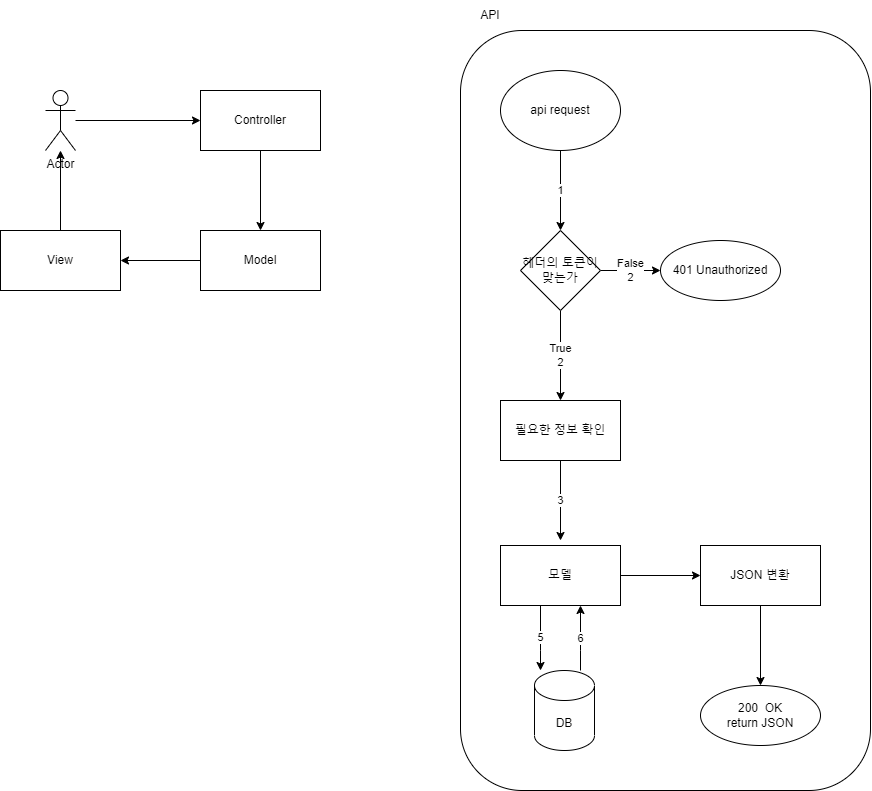 API
Actor
Controller
View
Model
api request
1
헤더의 토큰이
맞는가
False
2
401 Unauthorized
True
2
필요한 정보 확인
3
모델
JSON 변환
5
6
DB
200  OK
return JSON